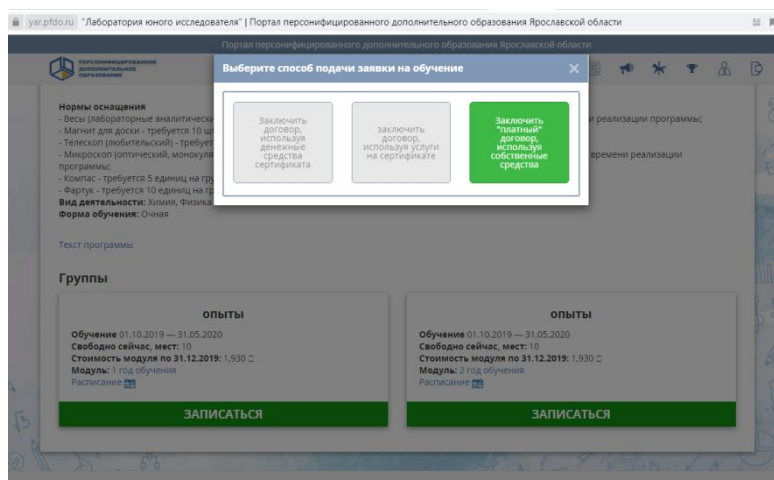 yar.pfdo.ru "Лаборатория юного исследователя" | Портал персонифицированного дополнительного образования Ярославской области
Портал персонифицированного дополнительного образования Ярославской области
ПЕРСОНИФИЦИРОВАННОЕ
ДОПОЛНИТЕЛЬНОЕ
ОБРАЗОВАНИЕ
Выберите способ подачи заявки на обучение
Заключить
договор,
используя
денежные
средства
сертификата
заключить
договор,
используя услуги
на сертификате
Заключить
"платный"
договор,
используя
собственные
средства
Нормы оснащения
- Весы (лабораторные аналитически и реализации программы;
- Магнит для доски - требуется 10 шт
- Телескоп (любительский) - требует
- Микроскоп (оптический, монокуля времени реализации
программы;
- Компас - требуется 5 единиц на гру
- Фартук - требуется 10 единиц на гр
Вид деятельности: Химия, Физика
Форма обучения: Очная
Текст программы
Группы
опыты
Обучение 01.10.2019 — 31.05.2020
Свободно сейчас, мест: 10
Стоимость модуля по 31.12.2019: 1,930
Модуль: 1 год обучения
Расписание
ЗАПИСАТЬСЯ
опыты
Обучение 01.10.2019 — 31.05.2020
Свободно сейчас, мест: 10
Стоимость модуля по 31.12.2019: 1,930
Модуль: 2 год обучения
Расписание
ЗАПИСАТЬСЯ